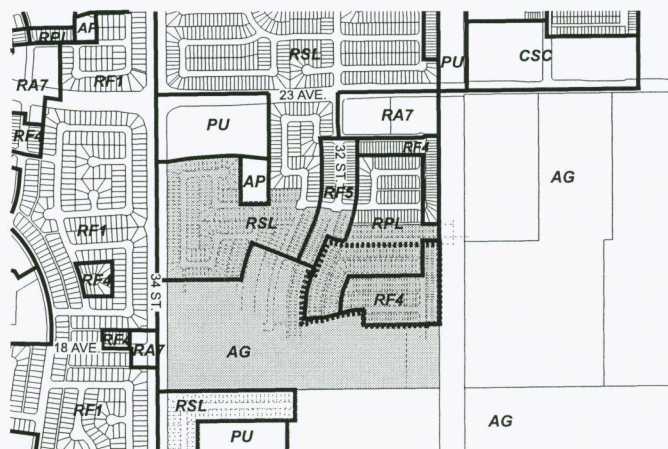 AP
RPL
RSL
CSC
PU
RA7
RF1
23 AVE.
PU
RA7
RF4
RF4
32 ST.
AP
RF5
AG
RSL
RPL
RF1
RF4
34 ST.
RF4
RF4
18 AVE.
RA7
AG
RSL
RF1
PU
AG